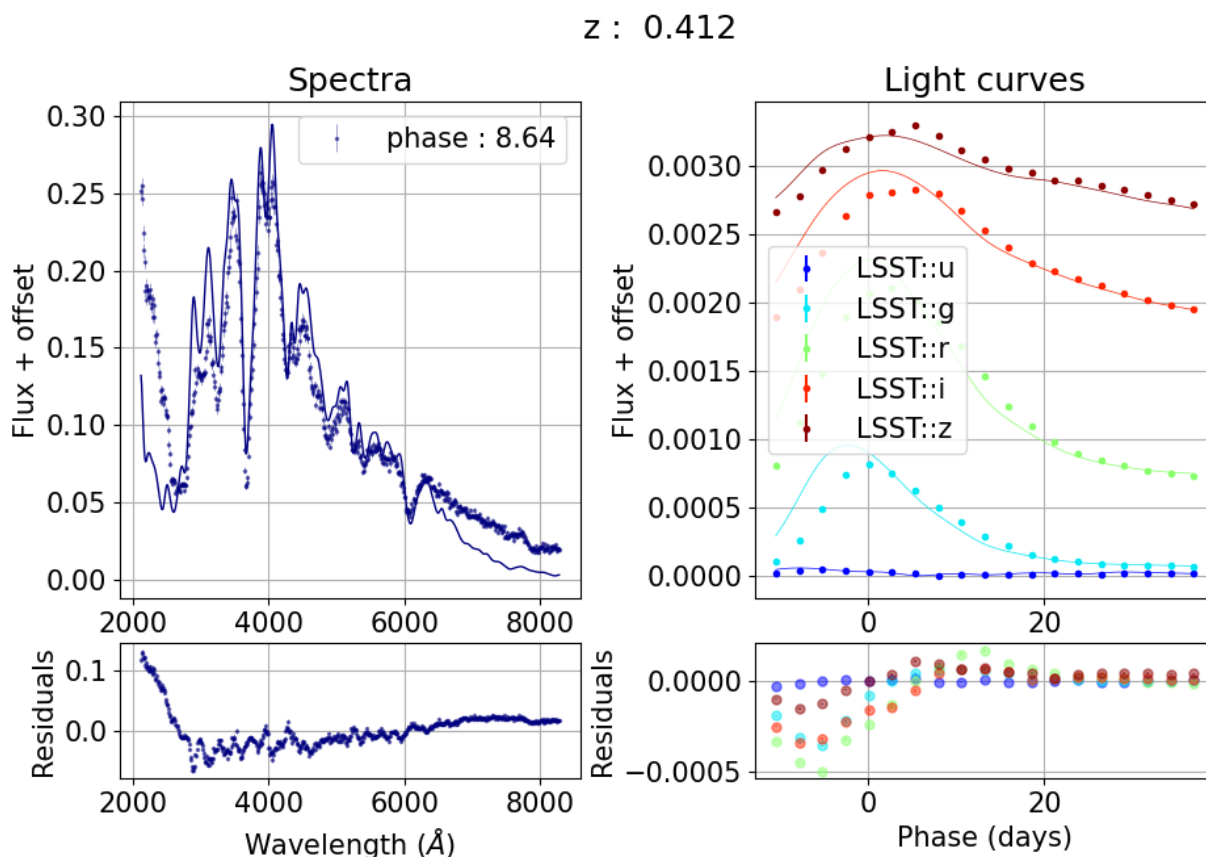 z : 0.412
Spectra
phase : 8.64
Flux + offset
0.30
0.25
0.20
0.15
0.10
0.05
0.00
2000 4000 6000 8000
Residuals
0.1
0.0
2000 4000 6000 8000
Wavelength (Å)
Light curves
Flux + offset
0.0030
0.0025
0.0020
0.0015
0.0010
0.0005
0.0000
LSST::u
LSST::g
LSST::r
LSST::i
LSST::z
0 20
Residuals
0.0000
−0.0005
0 20
Phase (days)